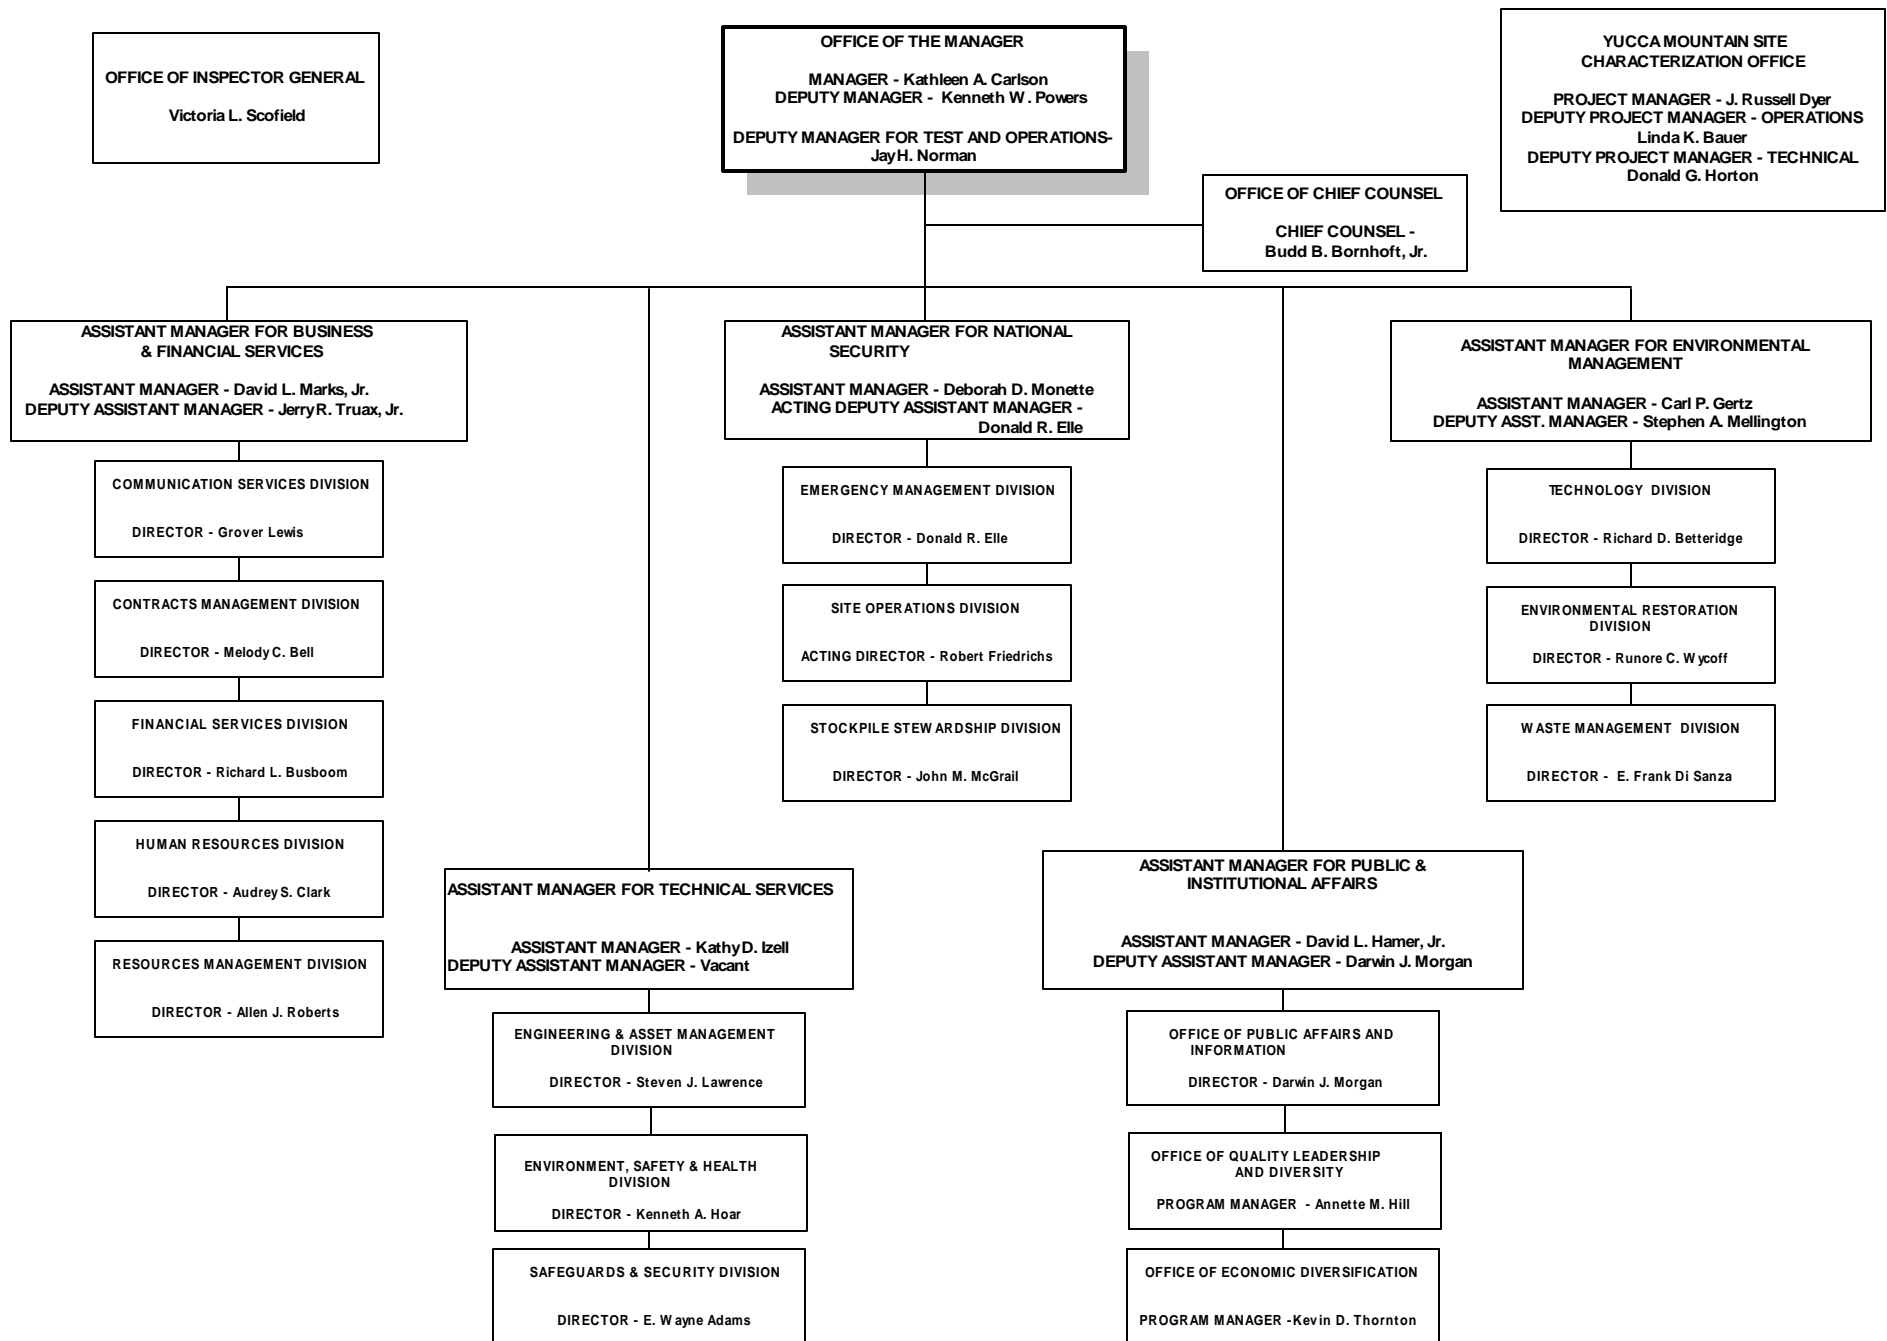 OFFICE OF INSPECTOR GENERAL
Victoria L. Scofield
OFFICE OF THE MANAGER
MANAGER - Kathleen A. Carlson
DEPUTY MANAGER - Kenneth W. Powers
DEPUTY MANAGER FOR TEST AND OPERATIONS-
Jay H. Norman
YUCCA MOUNTAIN SITE
CHARACTERIZATION OFFICE
PROJECT MANAGER - J. Russell Dyer
DEPUTY PROJECT MANAGER - OPERATIONS
Linda K. Bauer
DEPUTY PROJECT MANAGER - TECHNICAL
Donald G. Horton
OFFICE OF CHIEF COUNSEL
CHIEF COUNSEL -
Budd B. Bornhoft, Jr.
ASSISTANT MANAGER FOR BUSINESS
& FINANCIAL SERVICES
ASSISTANT MANAGER - David L. Marks, Jr.
DEPUTY ASSISTANT MANAGER - Jerry R. Truax, Jr.
COMMUNICATION SERVICES DIVISION
DIRECTOR - Grover Lewis
CONTRACTS MANAGEMENT DIVISION
DIRECTOR - Melody C. Bell
FINANCIAL SERVICES DIVISION
DIRECTOR - Richard L. Busboom
HUMAN RESOURCES DIVISION
DIRECTOR - Audrey S. Clark
RESOURCES MANAGEMENT DIVISION
DIRECTOR - Allen J. Roberts
ASSISTANT MANAGER FOR TECHNICAL SERVICES
ASSISTANT MANAGER - Kathy D. Izell
DEPUTY ASSISTANT MANAGER - Vacant
ENGINEERING & ASSET MANAGEMENT
DIVISION
DIRECTOR - Steven J. Lawrence
ENVIRONMENT, SAFETY & HEALTH
DIVISION
DIRECTOR - Kenneth A. Hoar
SAFEGUARDS & SECURITY DIVISION
DIRECTOR - E. Wayne Adams
ASSISTANT MANAGER FOR NATIONAL
SECURITY
ASSISTANT MANAGER - Deborah D. Monette
ACTING DEPUTY ASSISTANT MANAGER -
Donald R. Elle
EMERGENCY MANAGEMENT DIVISION
DIRECTOR - Donald R. Elle
SITE OPERATIONS DIVISION
ACTING DIRECTOR - Robert Friedrichs
STOCKPILE STEWARDSHIP DIVISION
DIRECTOR - John M. McGrail
ASSISTANT MANAGER FOR PUBLIC &
INSTITUTIONAL AFFAIRS
ASSISTANT MANAGER - David L. Hamer, Jr.
DEPUTY ASSISTANT MANAGER - Darwin J. Morgan
OFFICE OF PUBLIC AFFAIRS AND
INFORMATION
DIRECTOR - Darwin J. Morgan
OFFICE OF QUALITY LEADERSHIP
AND DIVERSITY
PROGRAM MANAGER - Annette M. Hill
OFFICE OF ECONOMIC DIVERSIFICATION
PROGRAM MANAGER -Kevin D. Thornton
ASSISTANT MANAGER FOR ENVIRONMENTAL
MANAGEMENT
ASSISTANT MANAGER - Carl P. Gertz
DEPUTY ASST. MANAGER - Stephen A. Mellington
TECHNOLOGY DIVISION
DIRECTOR - Richard D. Betteridge
ENVIRONMENTAL RESTORATION
DIVISION
DIRECTOR - Runore C. Wycoff
WASTE MANAGEMENT DIVISION
DIRECTOR - E. Frank Di Sanza